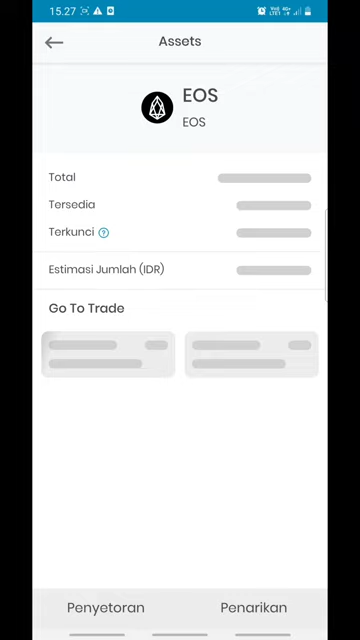 15.27
Assets
EOS
EOS
Total
Tersedia
Terkunci ?
Estimasi Jumlah (IDR)
Go To Trade
Penyetoran
Penarikan